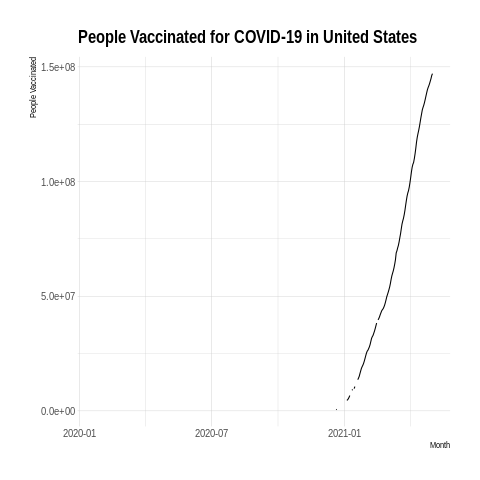 People Vaccinated for COVID-19 in United States
People Vaccinated
1.5e+08
1.0e+08
5.0e+07
0.0e+00
2020-01 2020-07 2021-01
Month